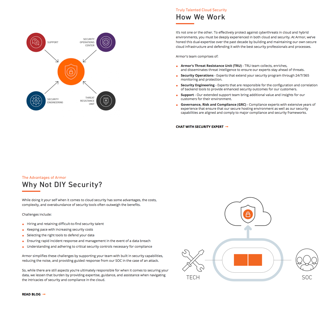 SUPPORT
SECURITY OPERATIONS CENTER
SECURITY ENGINEERING
THREAT RESISTANCE UNIT
Truly Talented Cloud Security
How We Work
It's not one or the other. To effectively protect against cyberthreats in cloud and hybrid
environments, you must be deeply experienced in both cloud and security. At Armor, we've
honed this dual expertise over the past decade by building and maintaining our own secure
cloud infrastructure and defending it with the best security professionals and processes.
Armor's team comprises of:
Armor's Threat Resistance Unit (TRU) - TRU team collects, enriches,
and disseminates threat intelligence to ensure our experts stay ahead of threats.
Security Operations - Experts that extend your security program through 24/7/365
monitoring and protection.
Security Engineering - Experts that are responsible for the configuration and correlation
of backend tools to provide enhanced security outcomes for our customers.
Support - Our extended support team bring additional value and insights for our
customers for their environment.
Governance, Risk and Compliance (GRC) - Compliance experts with extensive years of
experience that ensure that our secure hosting environment as well as our security
capabilities are aligned and comply to major compliance and security frameworks.
CHAT WITH SECURITY EXPERT →
The Advantages of Armor
Why Not DIY Security?
While doing it your self when it comes to cloud security has some advantages, the costs,
complexity, and overabundance of security tools often outweigh the benefits.
Challenges include:
Hiring and retaining difficult to find security talent
Keeping pace with increasing security costs
Selecting the right tools to defend your data
Ensuring rapid incident response and management in the event of a data breach
Understanding and adhering to critical security controls necessary for compliance
Armor simplifies these challenges by supporting your team with built-in security capabilities,
reducing the noise, and providing guided response from our SOC in the case of an attack.
So, while there are still aspects you're ultimately responsible for when it comes to securing your
data, we boost that burden by providing expertise, guidance, and assistance when navigating
the intricacies of security and compliance in the cloud.
READ BLOG →
TECH
SOC